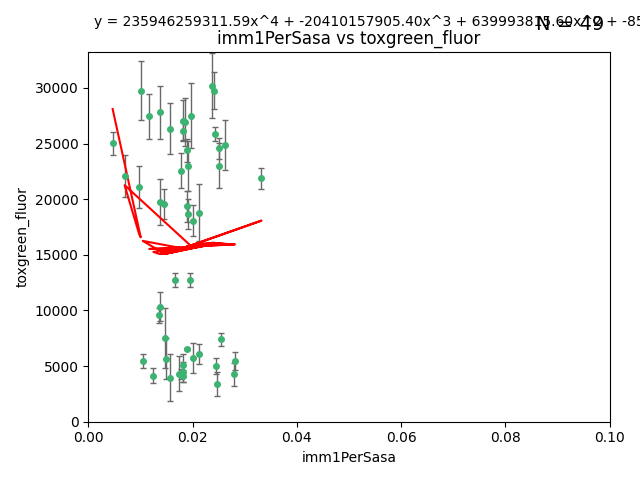 y = 235946259311.59x^4 + -20410157905.40x^3 +
N = 49
imm1PerSasa vs toxgreen_fluor
toxgreen_fluor
30000
25000
20000
15000
10000
5000
0
0.00 0.02 0.04 0.06 0.08 0.10
imm1PerSasa